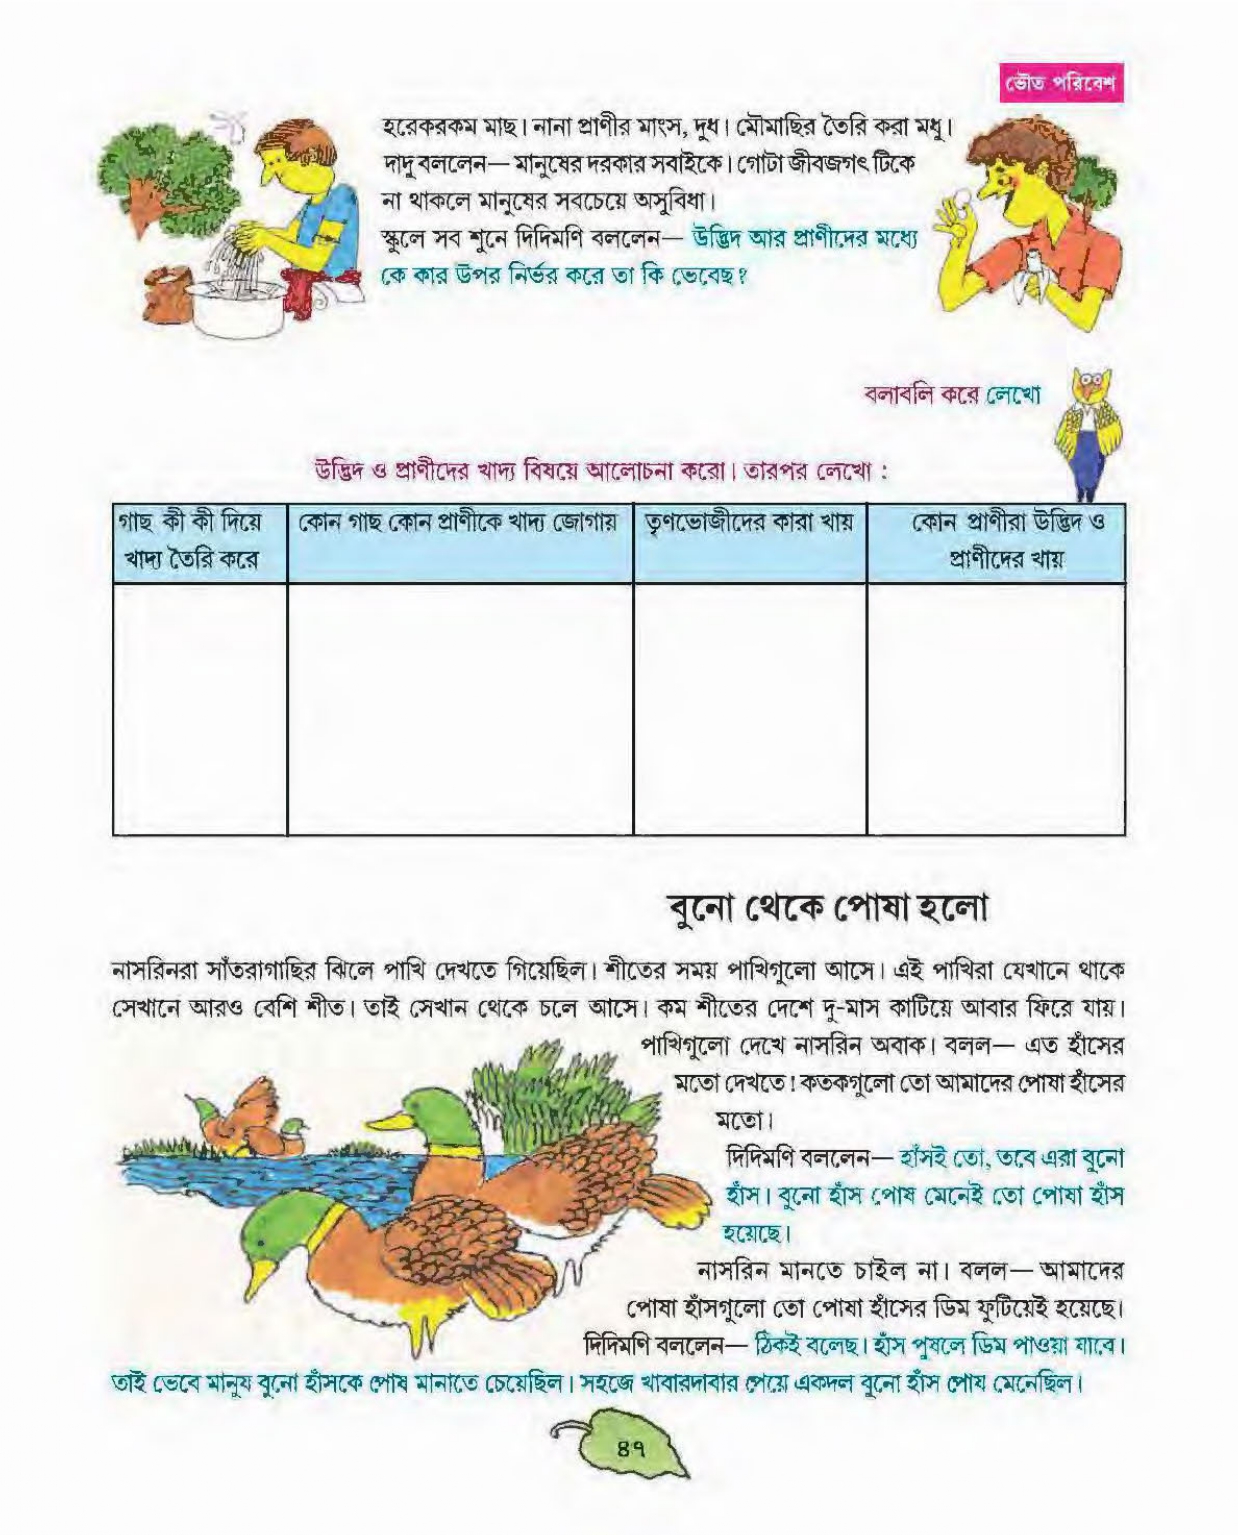 ভৌত পরিবেশ
হরেকরকম মাছ। নানা প্রাণীর মাংস, দুধ। মৌমাছির তৈরি করা মধু।
দাদু বললেন— মানুষের দরকার সবাইকে। গোটা জীবজগৎ টিকে
না থাকলে মানুষের সবচেয়ে অসুবিধা।
স্কুলে সব শুনে দিদিমণি বললেন— উদ্ভিদ আর প্রাণীদের মধ্যে
কে কার উপর নির্ভর করে তা কি ভেবেছ?
বলাবলি করে লেখো
উদ্ভিদ ও প্রাণীদের খাদ্য বিষয়ে আলোচনা করো। তারপর লেখো :
গাছ কী কী দিয়ে খাদ্য তৈরি করে
কোন গাছ কোন প্রাণীকে খাদ্য জোগায়
তৃণভোজীদের কারা খায়
কোন প্রাণীরা উদ্ভিদ ও প্রাণীদের খায়
বুনো থেকে পোষা হলো
নাসরিনরা সাঁতরাগাছির ঝিলে পাখি দেখতে গিয়েছিল। শীতের সময় পাখিগুলো আসে। এই পাখিরা যেখানে থাকে
সেখানে আরও বেশি শীত। তাই সেখান থেকে চলে আসে। কম শীতের দেশে দু-মাস কাটিয়ে আবার ফিরে যায়।
পাখিগুলো দেখে নাসরিন অবাক। বলল— এত হাঁসের
মতো দেখতে! কতকগুলো তো আমাদের পোষা হাঁসের
মতো।
দিদিমণি বললেন— হাঁসই তো, তবে এরা বুনো
হাঁস। বুনো হাঁস পোষ মেনেই তো পোষা হাঁস
হয়েছে।
নাসরিন মানতে চাইল না। বলল— আমাদের
পোষা হাঁসগুলো তো পোষা হাঁসের ডিম ফুটিয়েই হয়েছে।
দিদিমণি বললেন— ঠিকই বলেছ। হাঁস পুষলে ডিম পাওয়া যাবে।
তাই ভেবে মানুষ বুনো হাঁসকে পোষ মানাতে চেয়েছিল। সহজে খাবারদাবার পেয়ে একদল বুনো হাঁস পোষ মেনেছিল।
৪৭